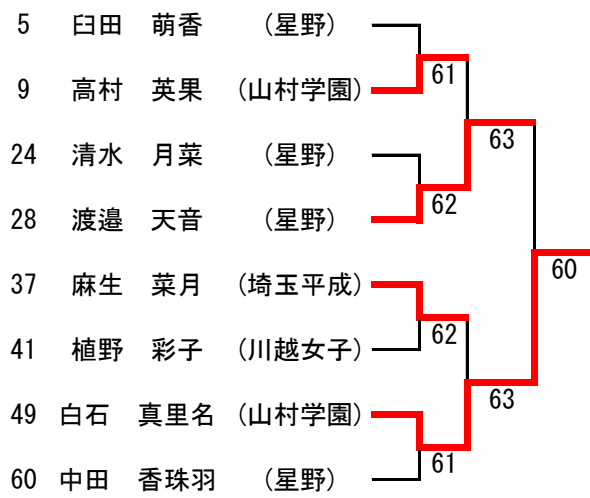 5 臼田 萌香 (星野)
61
9 高村 英果 (山村学園)
63
24 清水 月菜 (星野)
62
28 渡邉 天音 (星野)
60
37 麻生 菜月 (埼玉平成)
62
41 植野 彩子 (川越女子)
63
49 白石 真里名 (山村学園)
61
60 中田 香珠羽 (星野)